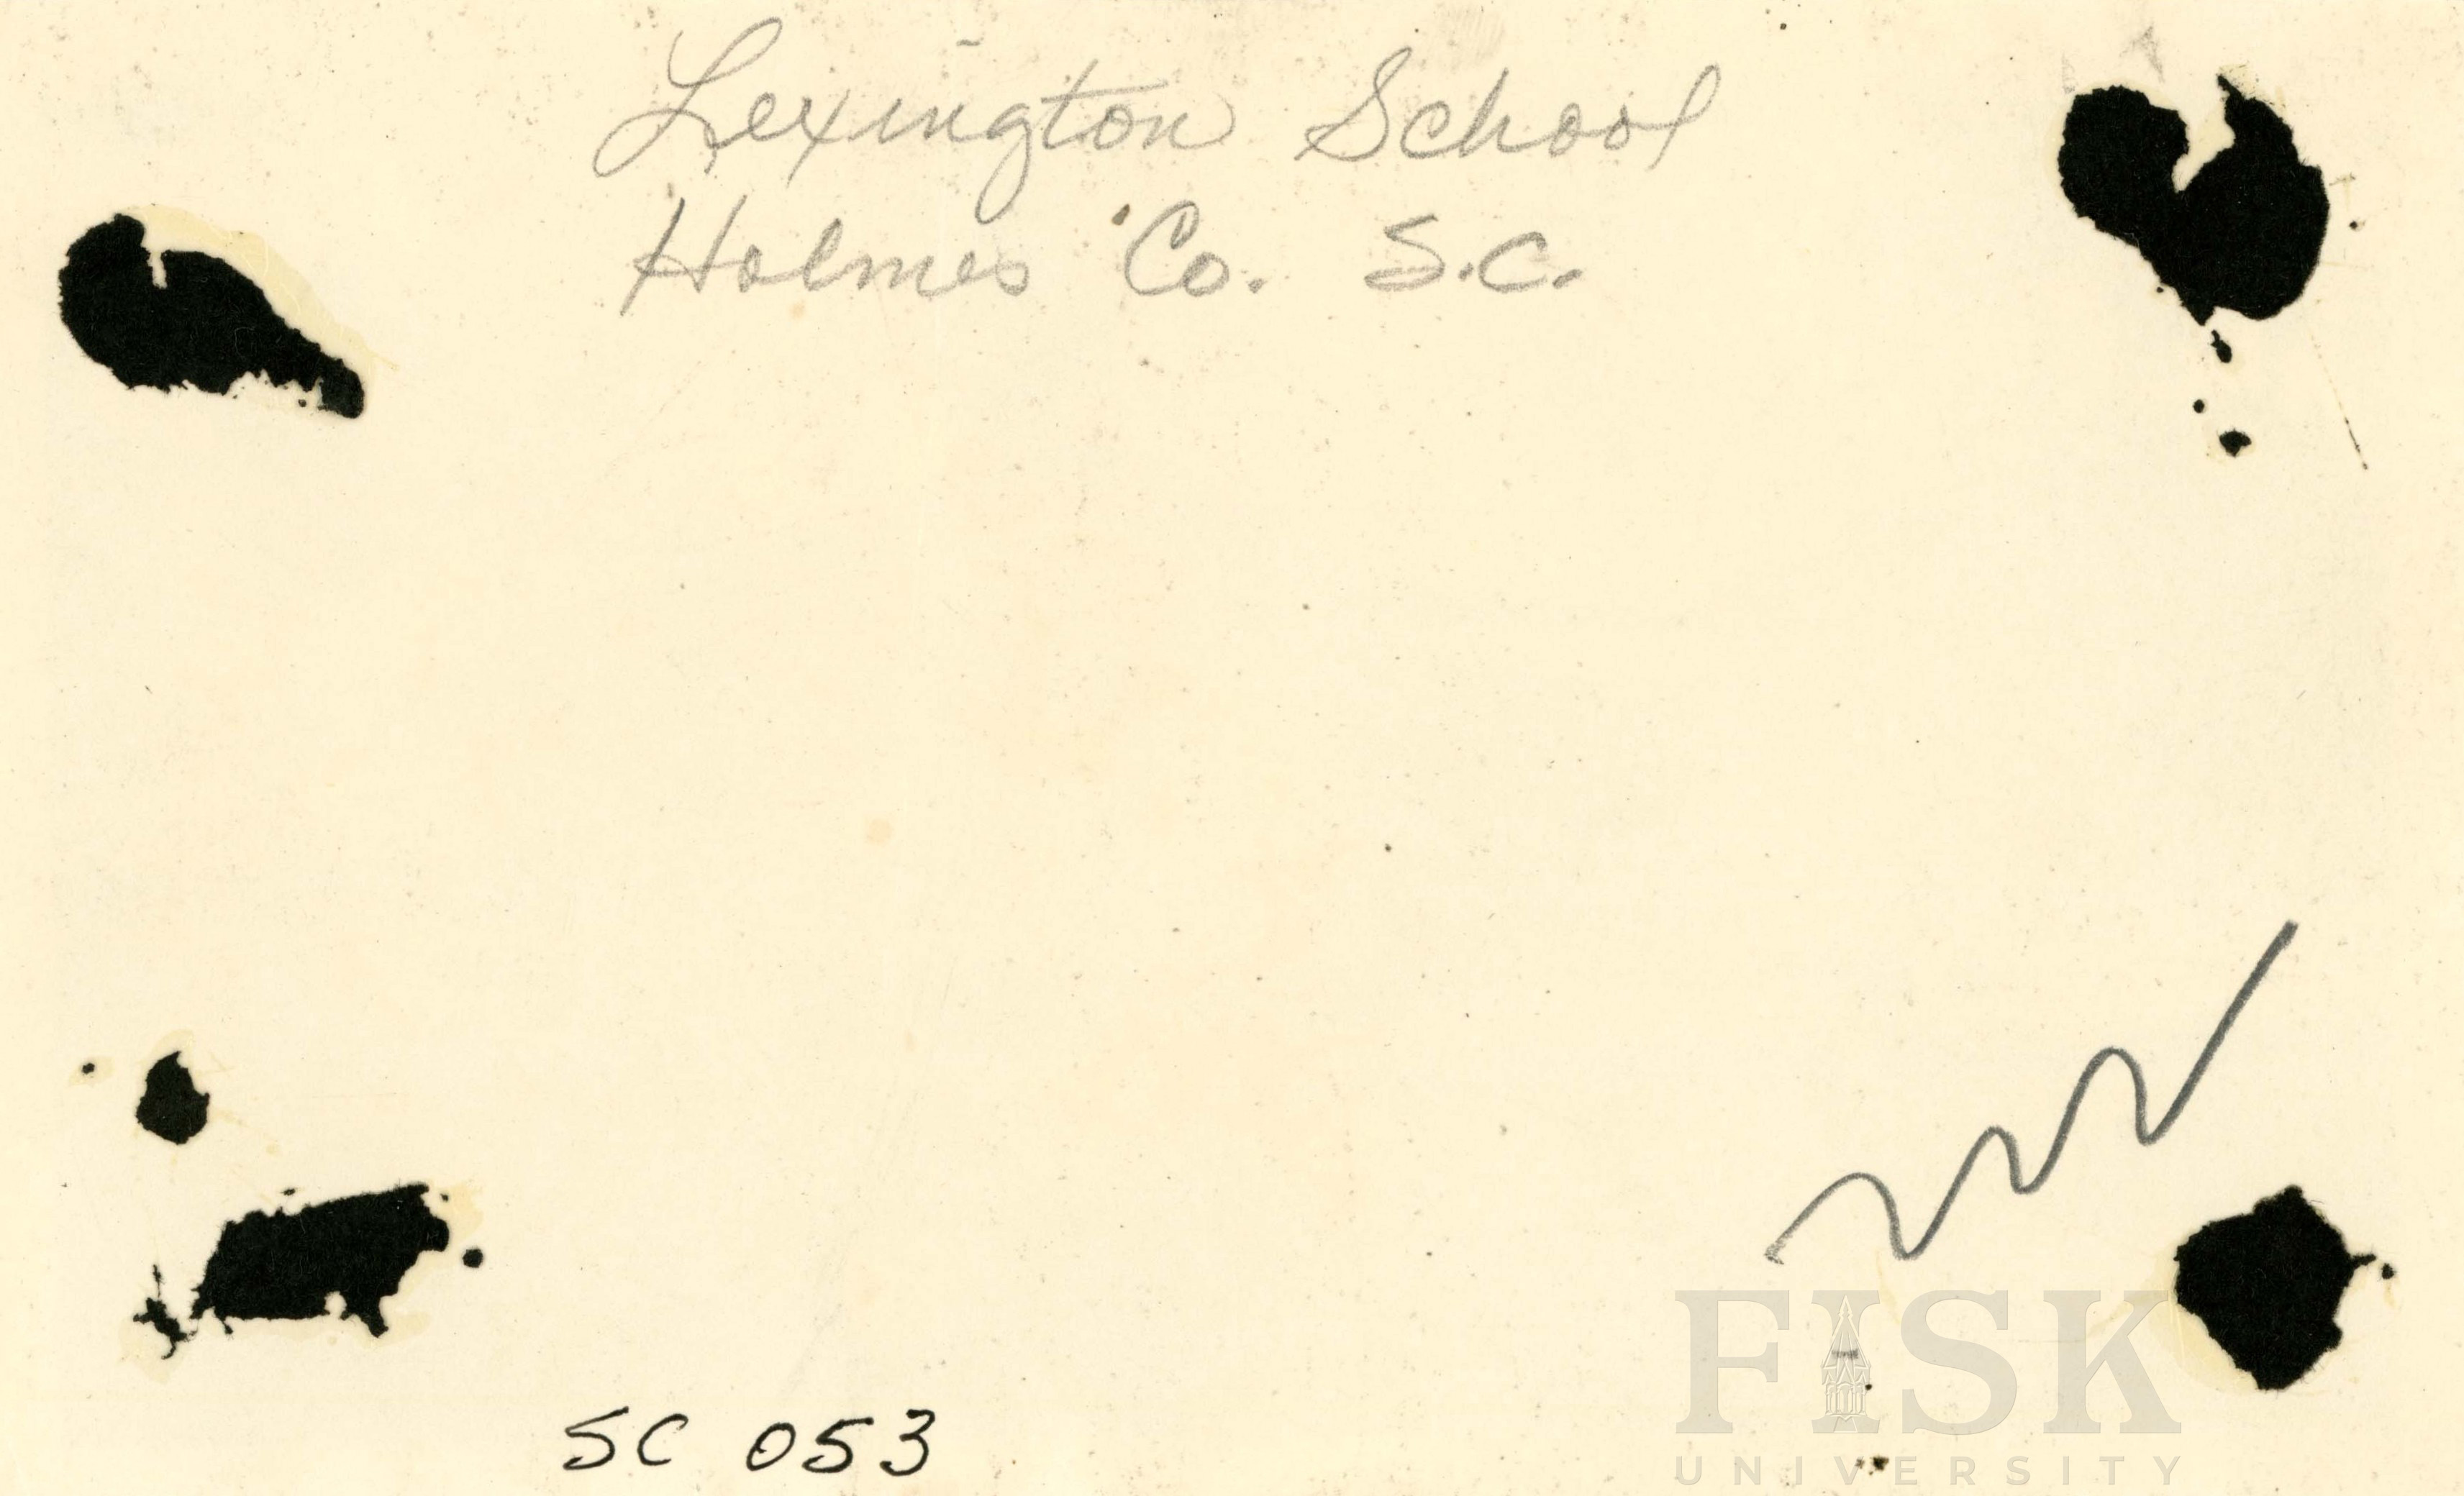 Lexington School
Holmes Co. S.C.
SC 053
FISK
UNIVERSITY